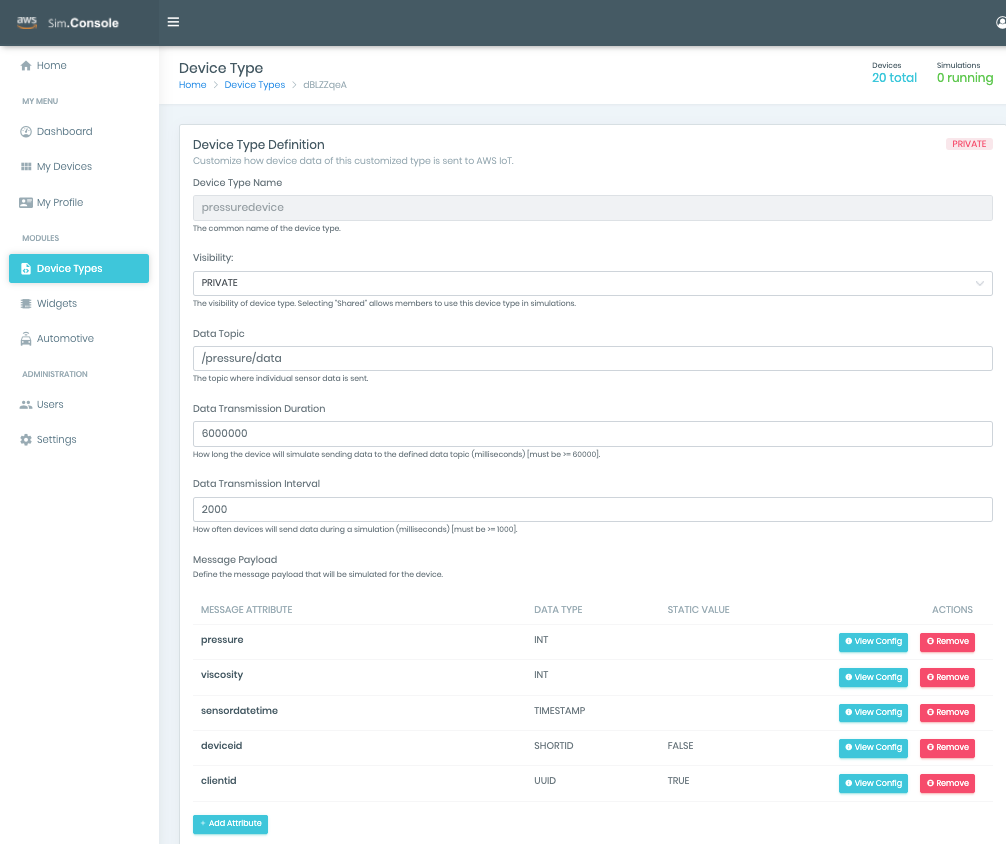 aws Sim.Console
Home
MY MENU
Dashboard
My Devices
My Profile
MODULES
Device Types
Widgets
Automotive
ADMINISTRATION
Users
Settings
Device Type
Home > Device Types > dBLZZqeA
Devices
20 total
Simulations
0 running
Device Type Definition
PRIVATE
Customize how device data of this customized type is sent to AWS IoT.
Device Type Name
pressuredevice
The common name of the device type.
Visibility:
PRIVATE
The visibility of device type. Selecting "Shared" allows members to use this device type in simulations.
Data Topic
/pressure/data
The topic where individual sensor data is sent.
Data Transmission Duration
6000000
How long the device will simulate sending data to the defined data topic (milliseconds) [must be >= 60000].
Data Transmission Interval
2000
How often devices will send data during a simulation (milliseconds) [must be >= 1000].
Message Payload
Define the message payload that will be simulated for the device.
MESSAGE ATTRIBUTE DATA TYPE STATIC VALUE ACTIONS
pressure INT View Config Remove
viscosity INT View Config Remove
sensordatetime TIMESTAMP View Config Remove
deviceid SHORTID FALSE View Config Remove
clientid UUID TRUE View Config Remove
+ Add Attribute